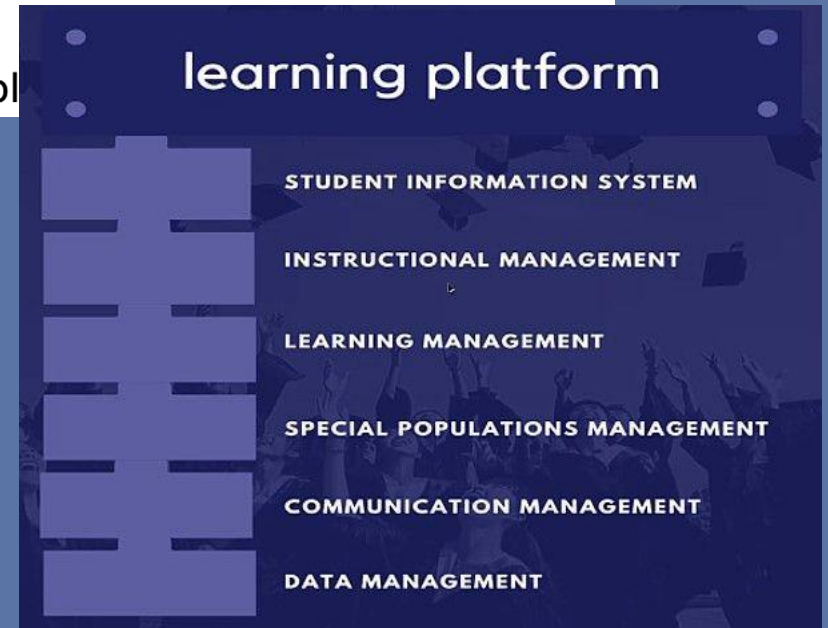 learning platform
STUDENT INFORMATION SYSTEM
INSTRUCTIONAL MANAGEMENT
LEARNING MANAGEMENT
SPECIAL POPULATIONS MANAGEMENT
COMMUNICATION MANAGEMENT
DATA MANAGEMENT